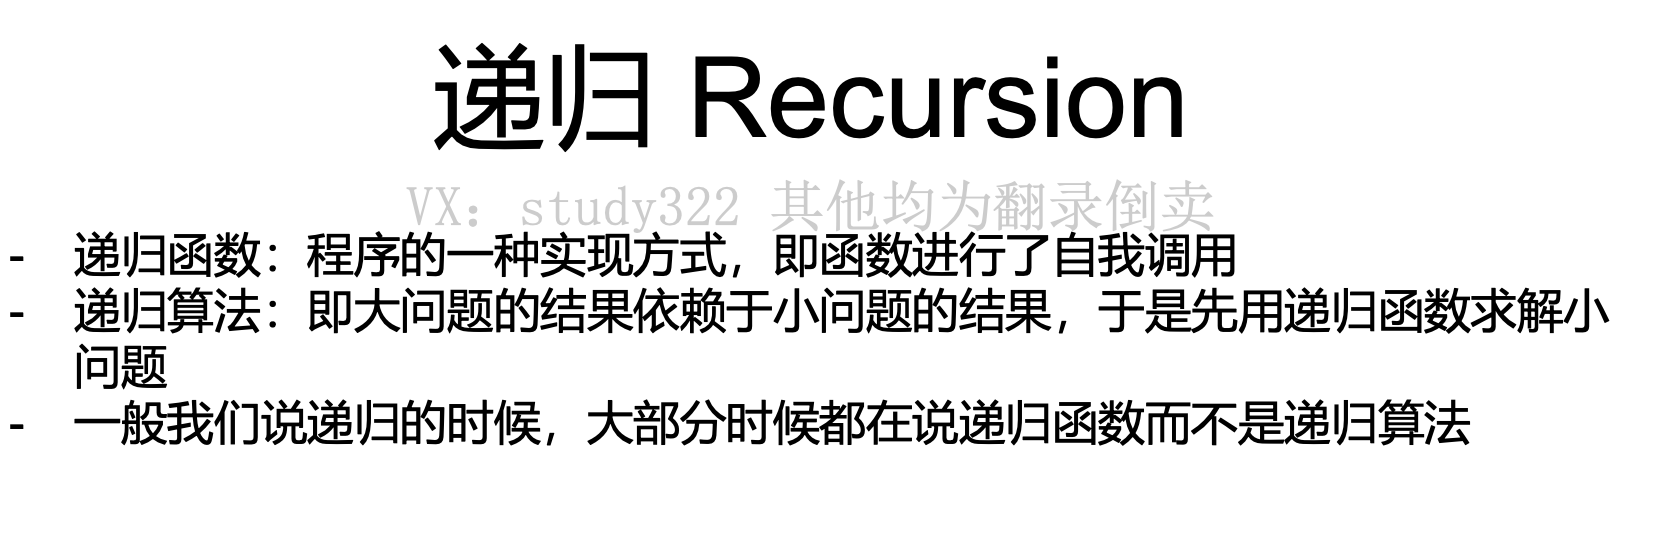 递归 Recursion
VX：study322 其他均为翻录倒卖
- 递归函数：程序的一种实现方式，即函数进行了自我调用
- 递归算法：即大问题的结果依赖于小问题的结果，于是先用递归函数求解小
问题
- 一般我们说递归的时候，大部分时候都在说递归函数而不是递归算法